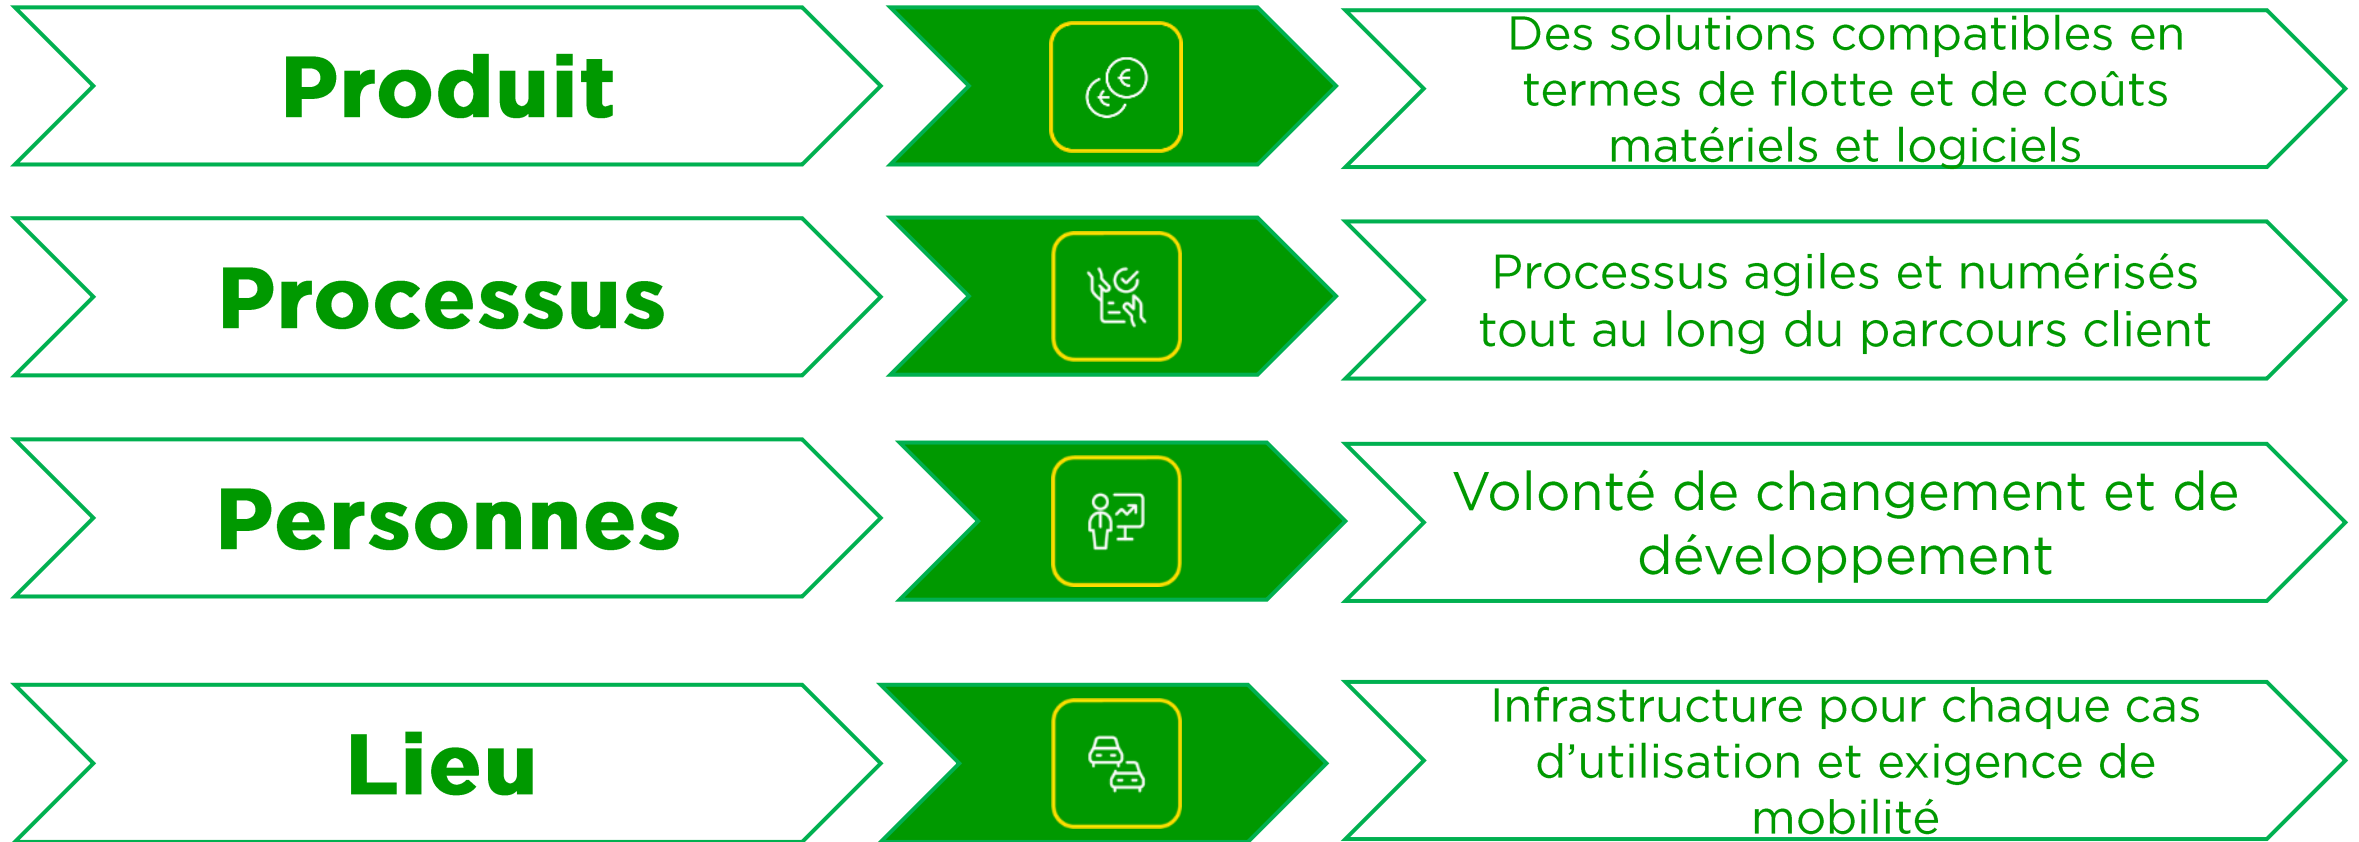 Produit
Des solutions compatibles en
termes de flotte et de coûts
matériels et logiciels
Processus
Processus agiles et numérisés
tout au long du parcours client
Personnes
Volonté de changement et de
développement
Lieu
Infrastructure pour chaque cas
d’utilisation et exigence de
mobilité